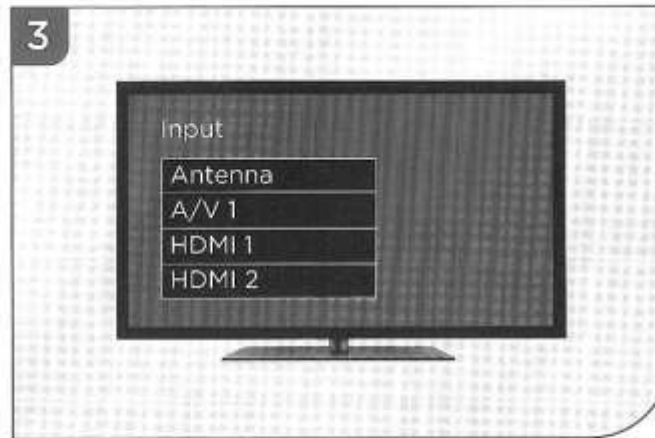 3
Input
Antenna
A/V 1
HDMI 1
HDMI 2